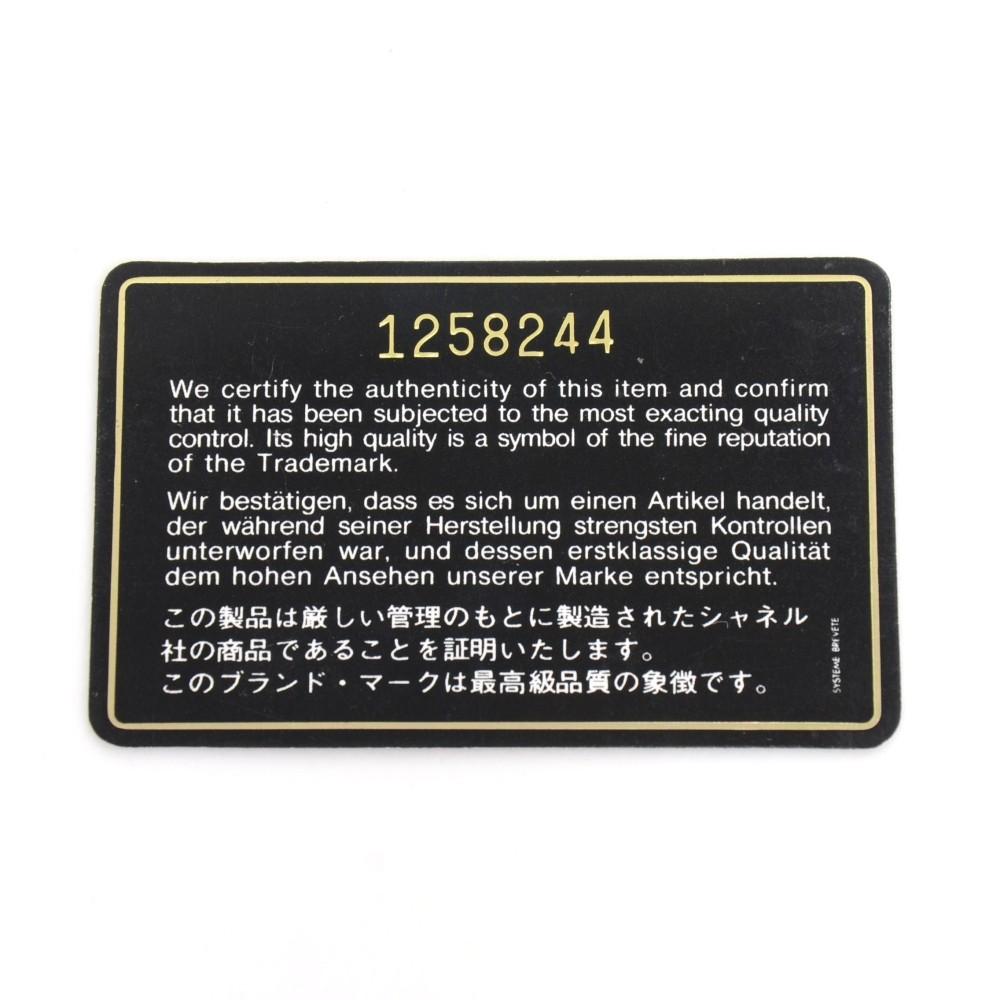 1258244
We certify the authenticity of this item and confirm
that it has been subjected to the most exacting quality
control. Its high quality is a symbol of the fine reputation
of the Trademark.
Wir bestätigen, dass es sich um einen Artikel handelt,
der während seiner Herstellung strengsten Kontrollen
unterworfen war, und dessen erstklassige Qualität
dem hohen Ansehen unserer Marke entspricht.
この製品は厳しい管理のもとに製造されたシャネル
社の商品であることを証明いたします。
このブランド・マークは最高級品質の象徴です。
SYSTEME BREVETE